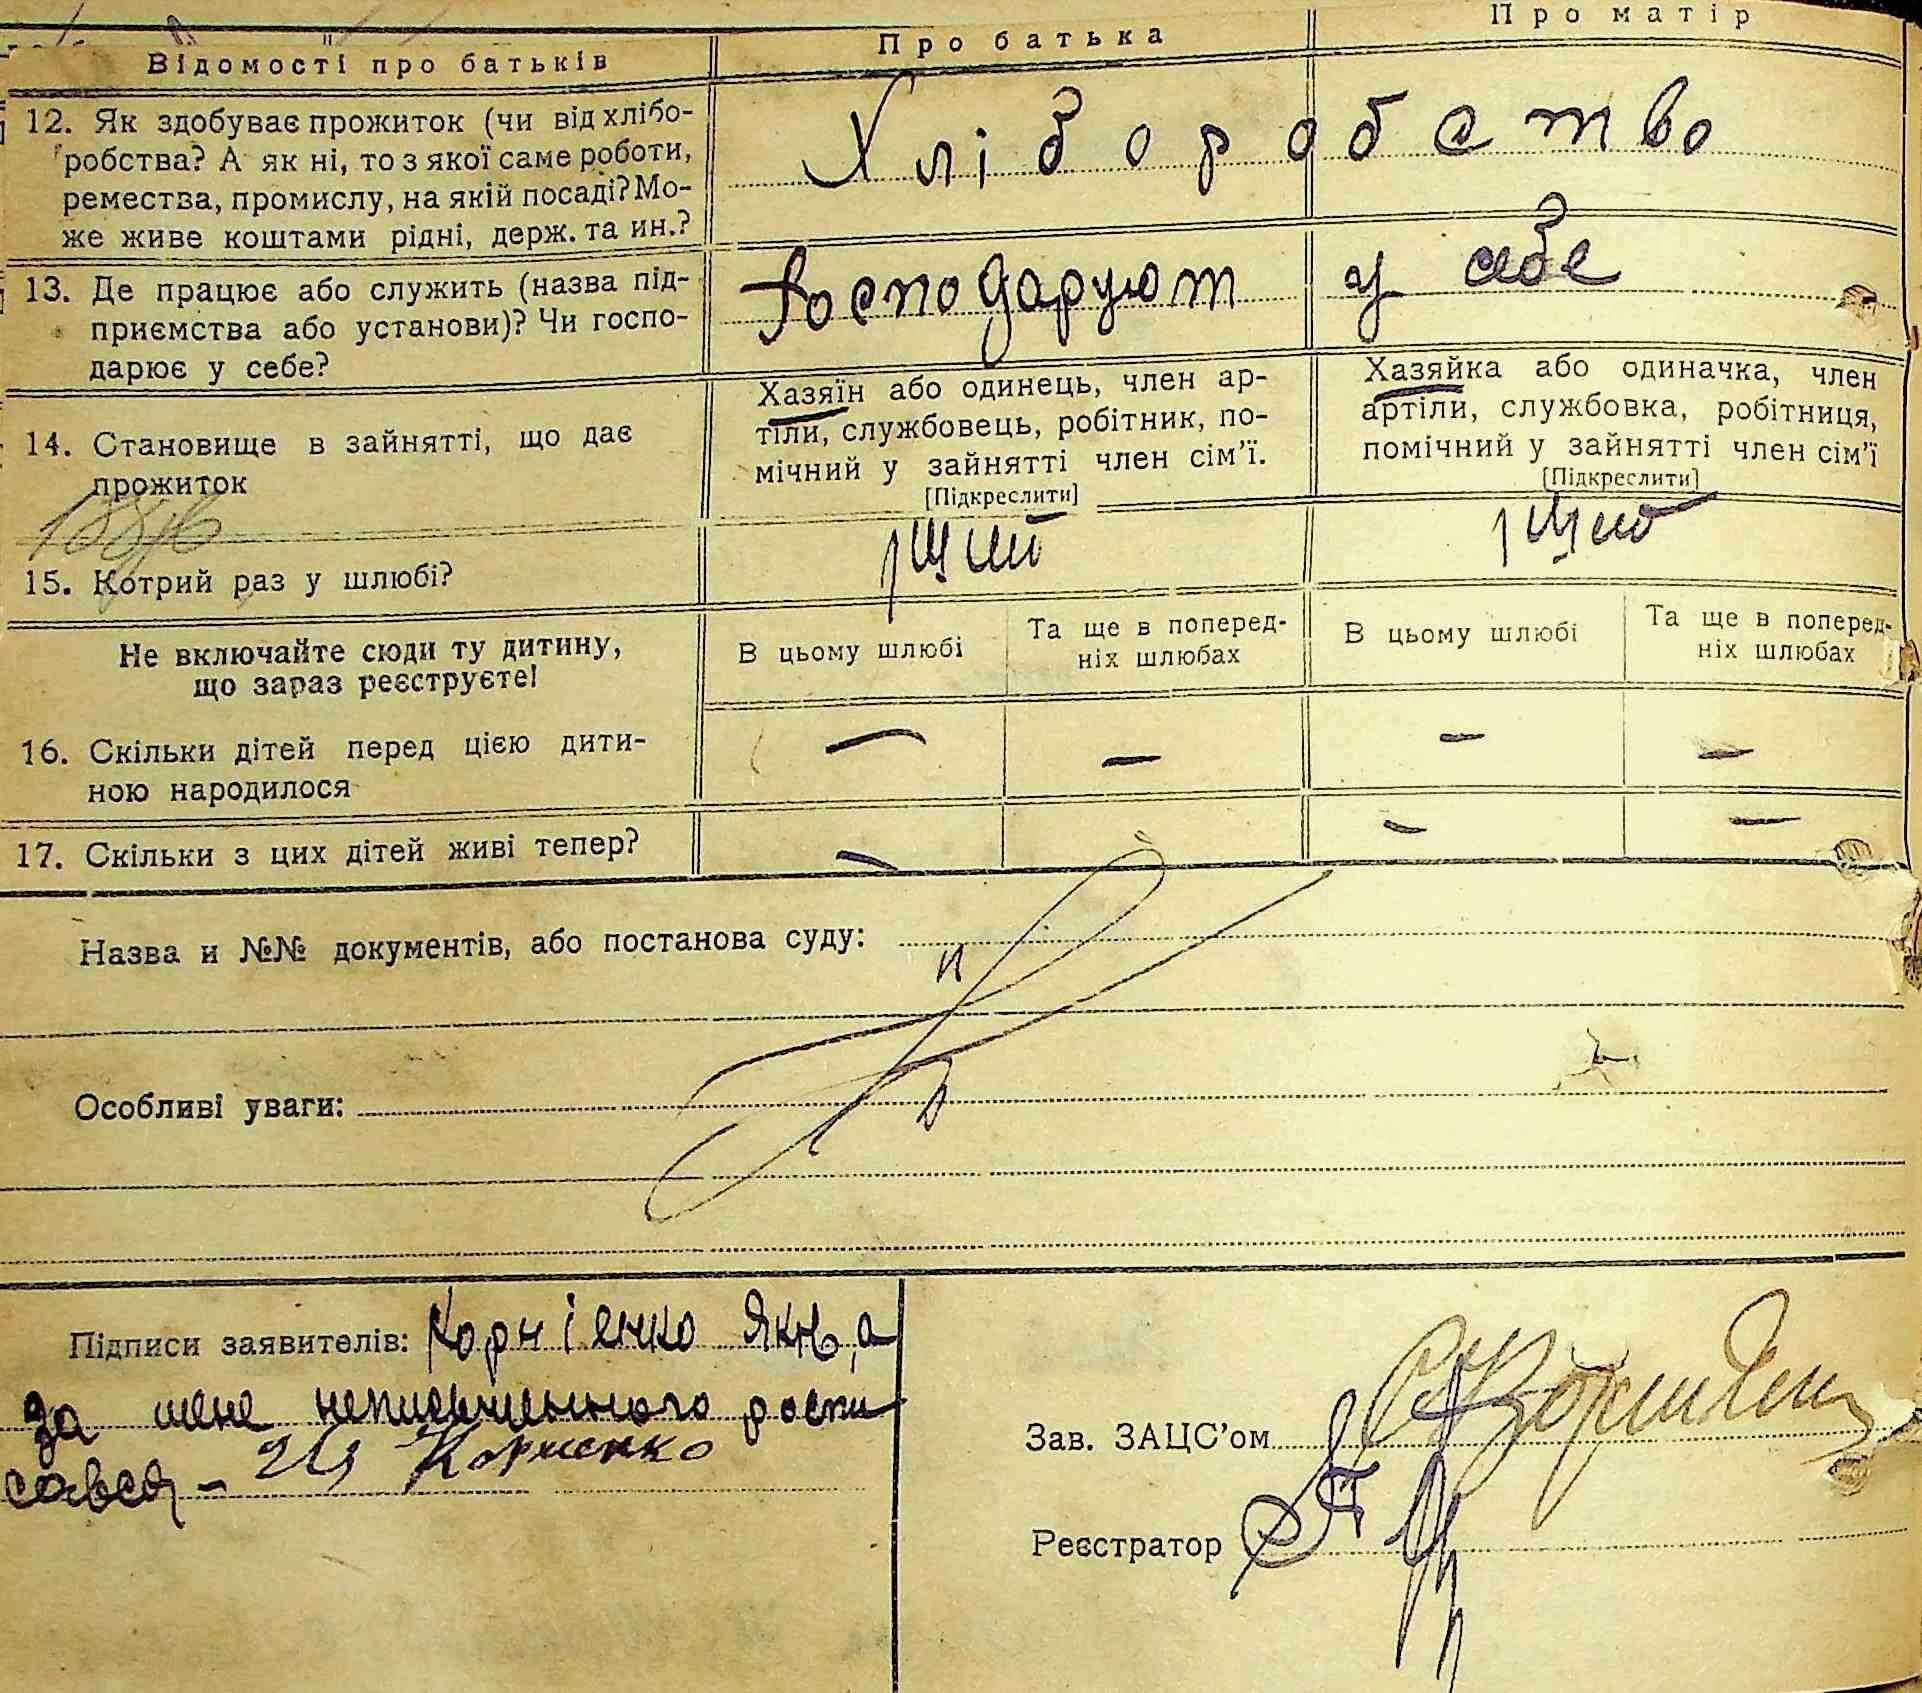 Відомості про батьків
Про батька
Про матір
12. Як здобуває прожиток (чи від хлібо-
робства? А як ні, то з якої саме роботи,
ремества, промислу, на якій посаді? Мо-
же живе коштами рідні, держ. та ин.?
Хліборобство
13. Де працює або служить (назва під-
приємства або установи)? Чи госпо-
дарює у себе?
Господарюют у себе
14. Становище в зайнятті, що дає
прожиток
Хазяїн або одинець, член ар-
тіли, службовець, робітник, по-
мічний у зайнятті член сім'ї.
[Підкреслити]
Хазяйка або одиначка, член
артіли, службовка, робітниця,
помічний у зайнятті член сім'ї
[Підкреслити]
15. Котрий раз у шлюбі?
Не включайте сюди ту дитину,
що зараз реєструєте!
В цьому шлюбі
Та ще в поперед-
ніх шлюбах
В цьому шлюбі
Та ще в поперед-
ніх шлюбах
16. Скільки дітей перед цією дити-
ною народилося
— — — —
17. Скільки з цих дітей живі тепер?
— — —
Назва и №№ документів, або постанова суду:
Особливі уваги:
Підписи заявителів: Корнієнко Яків, а
за мене неписьменного роспи
савсь – Корнієнко
Зав. ЗАЦС'ом
Реєстратор